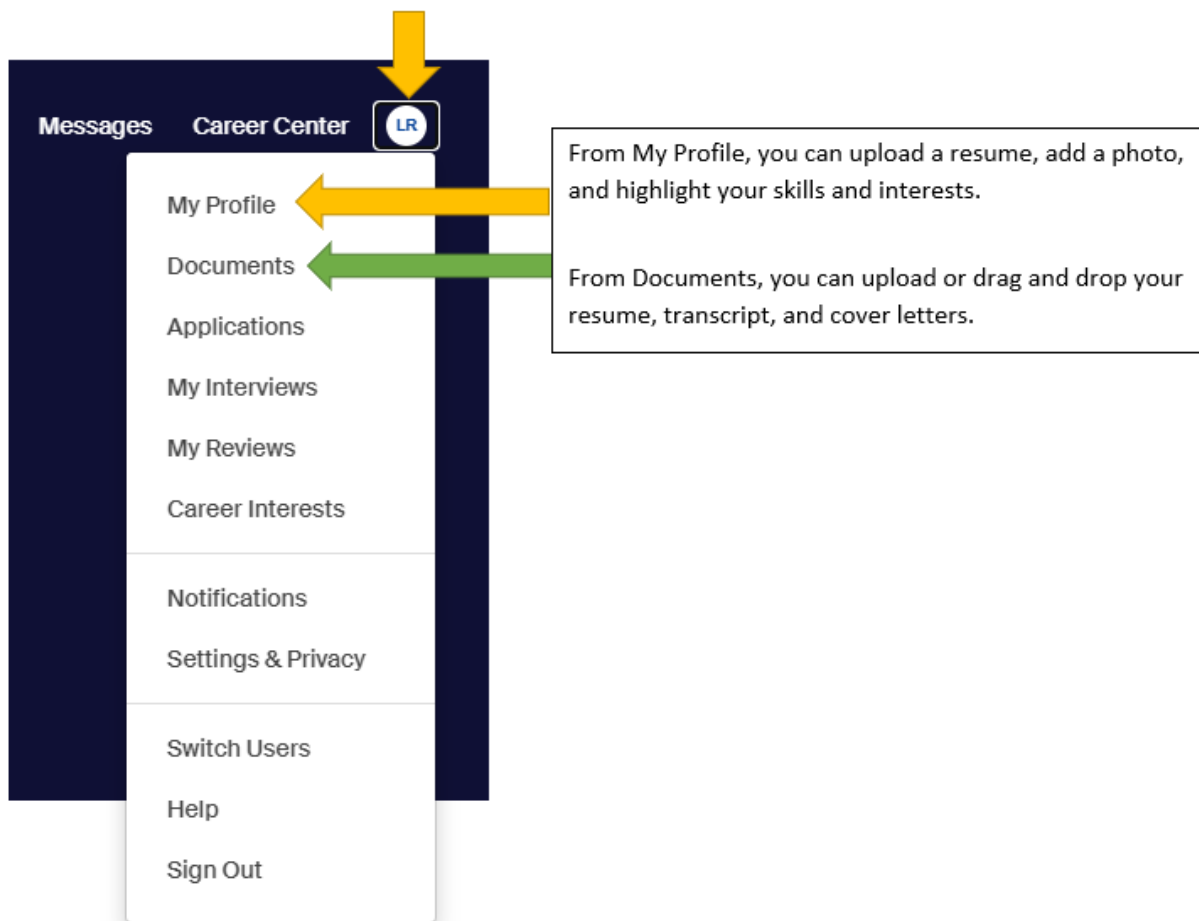 Messages Career Center LR
My Profile
From My Profile, you can upload a resume, add a photo,
and highlight your skills and interests.
Documents
From Documents, you can upload or drag and drop your
resume, transcript, and cover letters.
Applications
My Interviews
My Reviews
Career Interests
Notifications
Settings & Privacy
Switch Users
Help
Sign Out